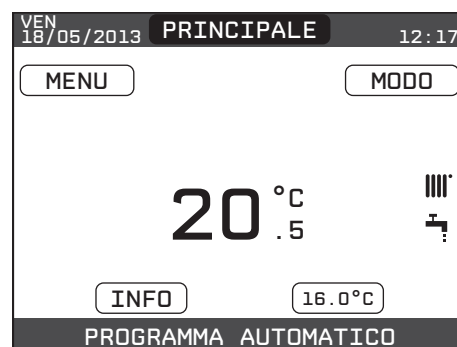 VEN
18/05/2013 PRINCIPALE 12:17
MENU MODO
20.5 °C
INFO 16.0°C
PROGRAMMA AUTOMATICO